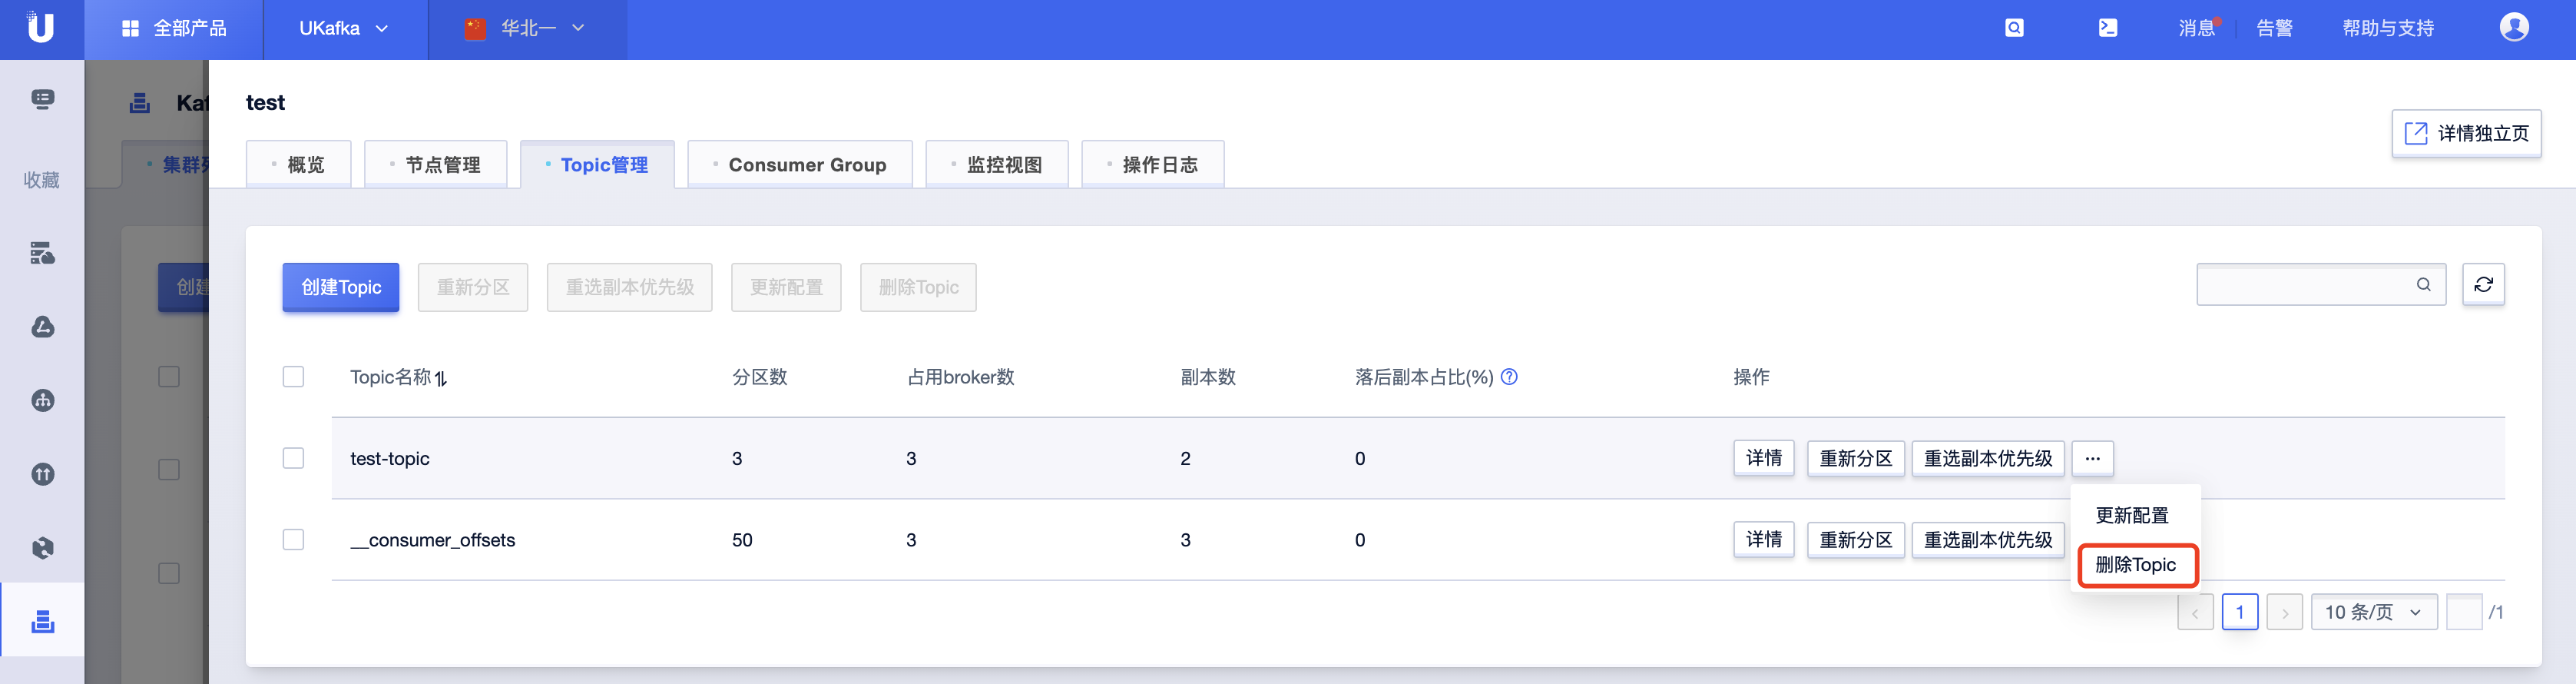 全部产品
UKafka
华北一
消息
告警
帮助与支持
收藏
test
详情独立页
概览
节点管理
Topic管理
Consumer Group
监控视图
操作日志
创建Topic
重新分区
重选副本优先级
更新配置
删除Topic
Topic名称
分区数
占用broker数
副本数
落后副本占比(%)
操作
test-topic
3
3
2
0
详情
重新分区
重选副本优先级
...
__consumer_offsets
50
3
3
0
详情
重新分区
重选副本优先级
更新配置
删除Topic
1
10 条/页
/1